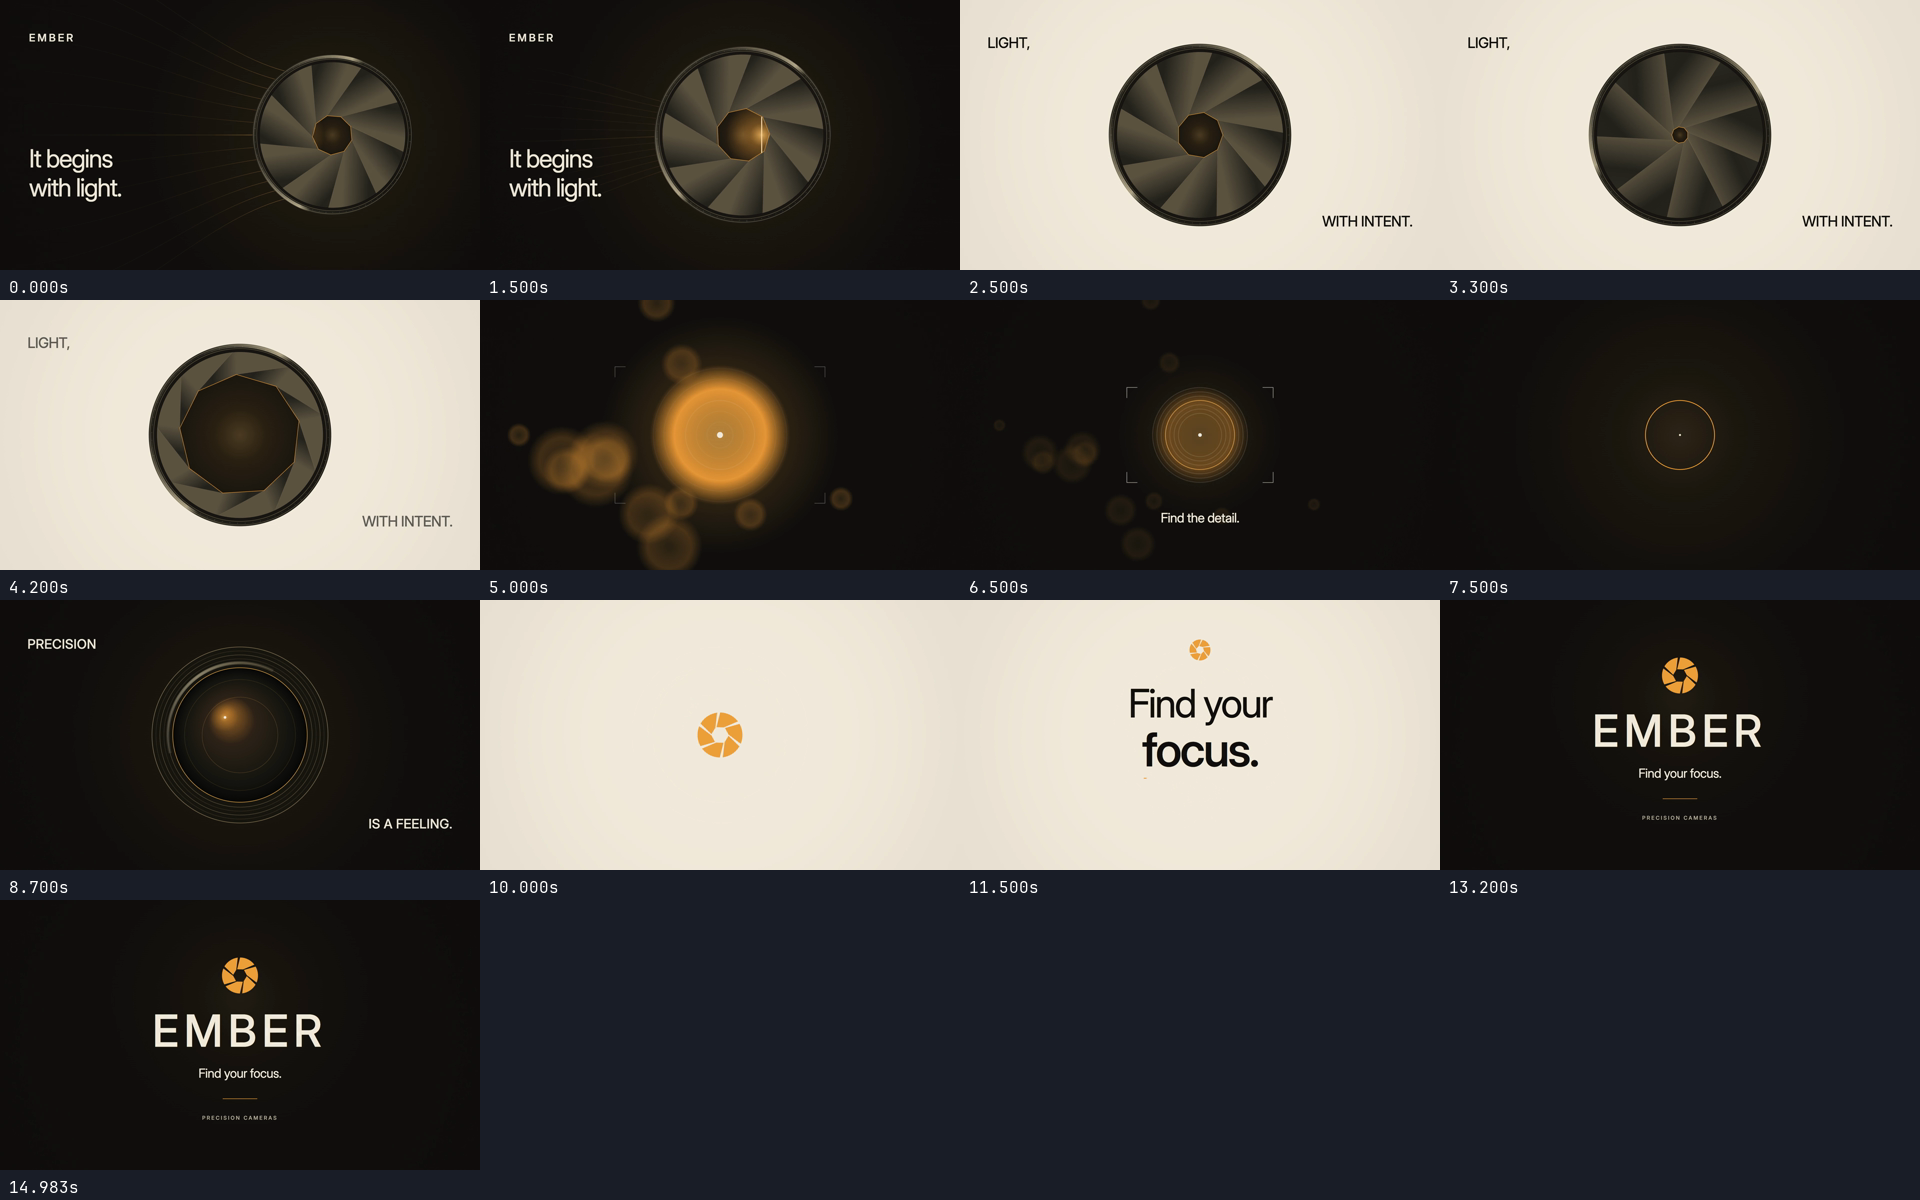 EMBER
It begins
with light.
0.000s
EMBER
It begins
with light.
1.500s
LIGHT,
WITH INTENT.
2.500s
LIGHT,
WITH INTENT.
3.300s
LIGHT,
WITH INTENT.
4.200s
5.000s
Find the detail.
6.500s
7.500s
PRECISION
IS A FEELING.
8.700s
10.000s
Find your
focus.
11.500s
EMBER
Find your focus.
PRECISION CAMERAS
13.200s
EMBER
Find your focus.
PRECISION CAMERAS
14.983s